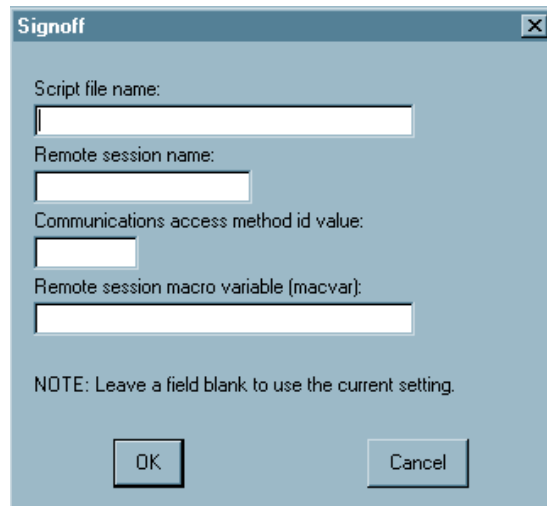 Signoff
Script file name:
Remote session name:
Communications access method id value:
Remote session macro variable (macvar):
NOTE: Leave a field blank to use the current setting.
OK Cancel